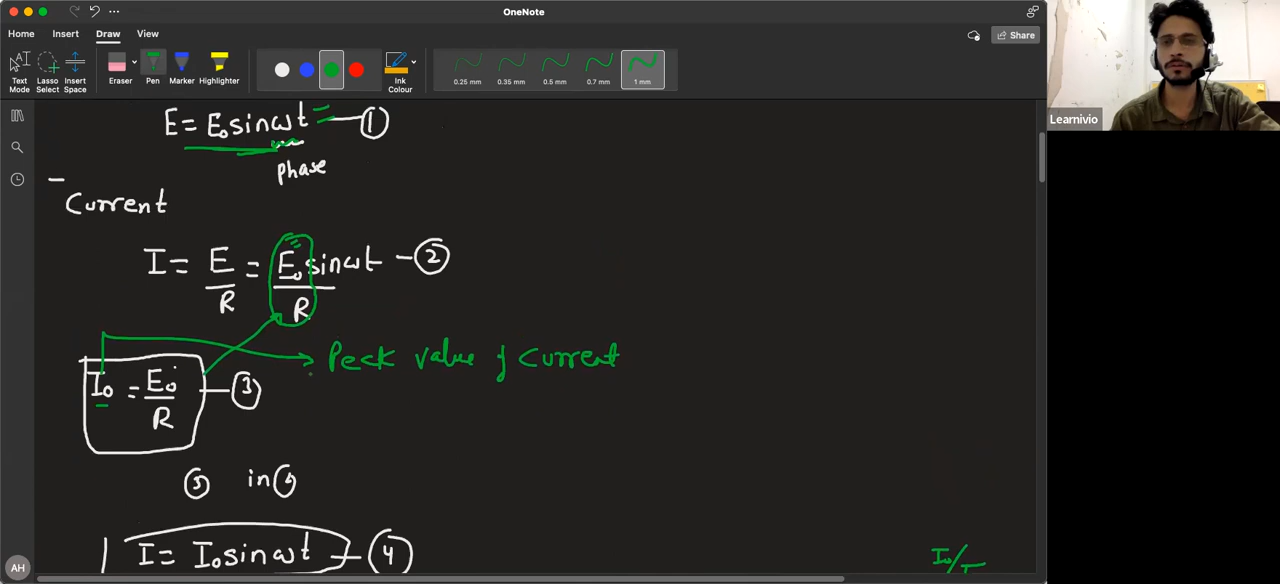 OneNote
Home Insert Draw View
Share
Text Mode
Lasso Select
Insert Space
Eraser
Pen
Marker
Highlighter
Ink Colour
0.25 mm
0.35 mm
0.5 mm
0.7 mm
1 mm
Learnivio
E = E₀sinωt — ①
phase
Current
I = E/R = E₀sinωt/R — ②
Peak value of Current
I₀ = E₀/R — ③
③ in ②
I = I₀sinωt — ④
I₀/
AH